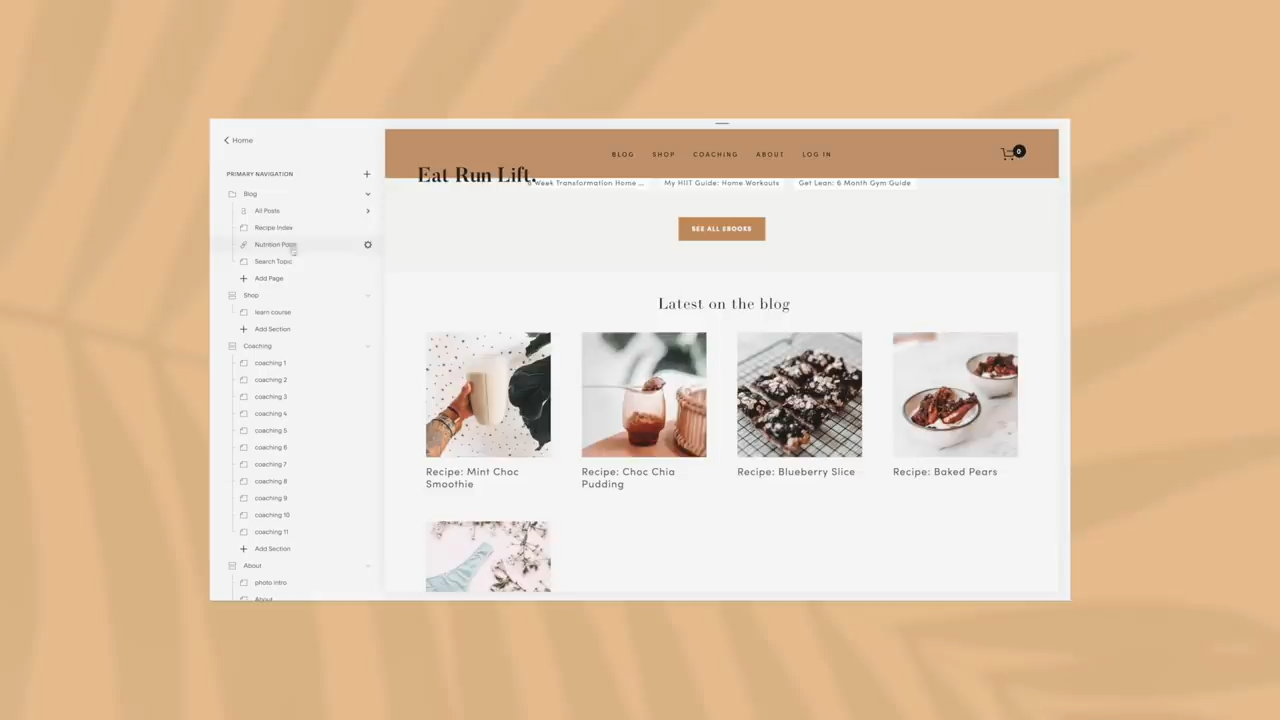 Home
PRIMARY NAVIGATION
Blog
All Posts
Recipe Index
Nutrition
Search Topic
Add Page
Shop
learn course
Add Section
Coaching
coaching 1
coaching 2
coaching 3
coaching 4
coaching 5
coaching 6
coaching 7
coaching 8
coaching 9
coaching 10
coaching 11
Add Section
About
photo intro
About
BLOG SHOP COACHING ABOUT LOG IN
0
Eat Run Lift.
Week Transformation Home ...
My HIIT Guide: Home Workouts
Get Lean: 6 Month Gym Guide
SEE ALL EBOOKS
Latest on the blog
Recipe: Mint Choc
Smoothie
Recipe: Choc Chia
Pudding
Recipe: Blueberry Slice
Recipe: Baked Pears